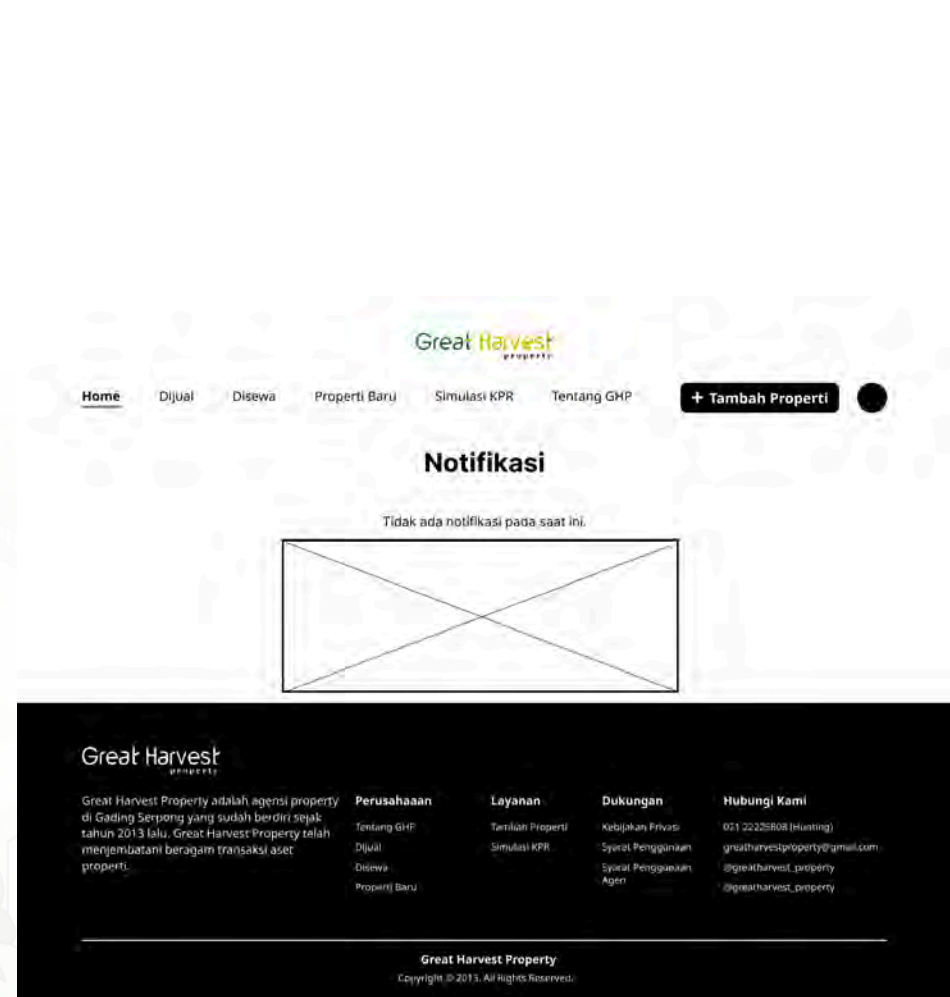 Great Harvest
property
Home Dijual Disewa Properti Baru Simulasi KPR Tentang GHP + Tambah Properti
Notifikasi
Tidak ada notifikasi pada saat ini.
Great Harvest
property
Great Harvest Property adalah agensi property
di Gading Serpong yang sudah berdiri sejak
tahun 2013 lalu. Great Harvest Property telah
menjembatani beragam transaksi aset
properti.
Perusahaaan
Tentang GHP
Dijual
Disewa
Properti Baru
Layanan
Tambah Properti
Simulasi KPR
Dukungan
Kebijakan Privasi
Syarat Penggunaan
Syarat Penggunaan
Agen
Hubungi Kami
021 22225808 (Hunting)
greatharvestproperty@gmail.com
@greatharvest_property
@greatharvest_property
Great Harvest Property
Copyright © 2013. All Rights Reserved.